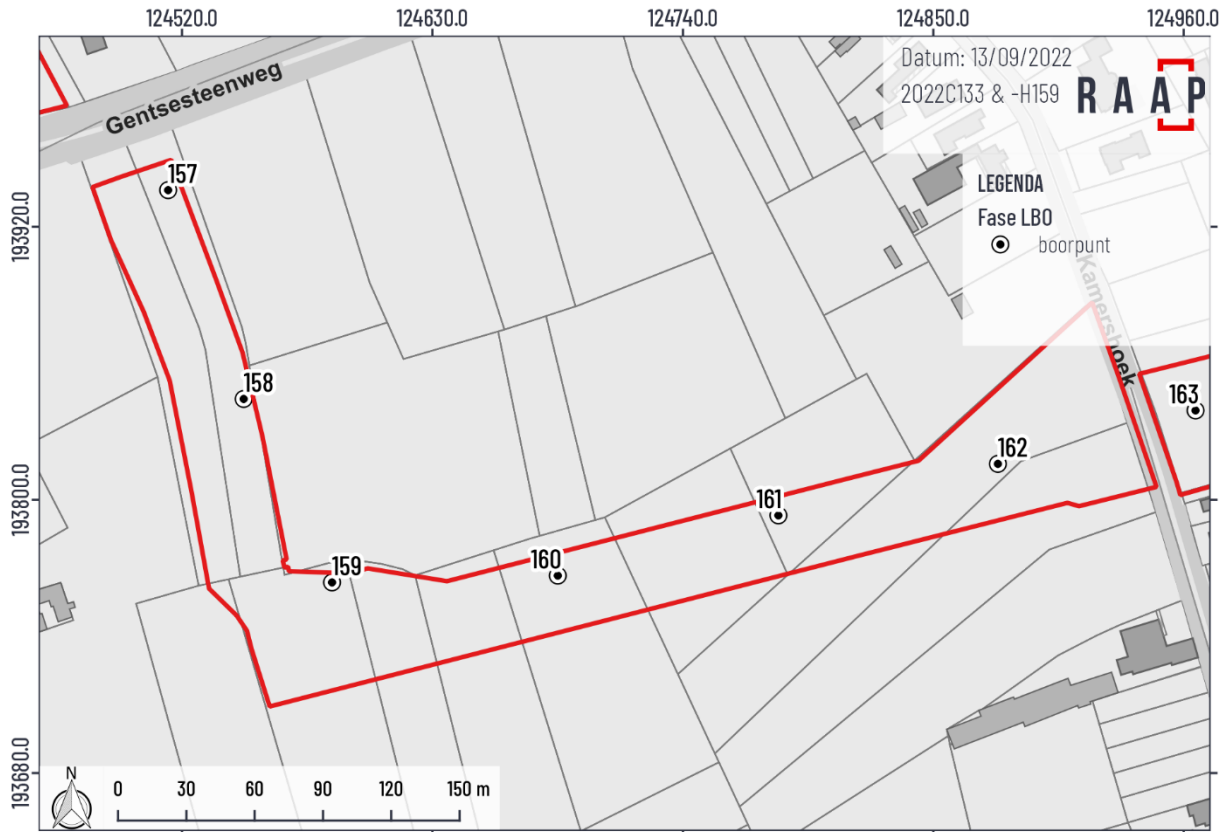 124520.0 124630.0 124740.0 124850.0 124960.0
Datum: 13/09/2022
2022C133 & -H159
RAAP
Gentsesteenweg
LEGENDA
Fase LBO
boorpunt
Kamershoek
193920.0
193800.0
193680.0
157
158
159
160
161
162
163
N
0 30 60 90 120 150 m